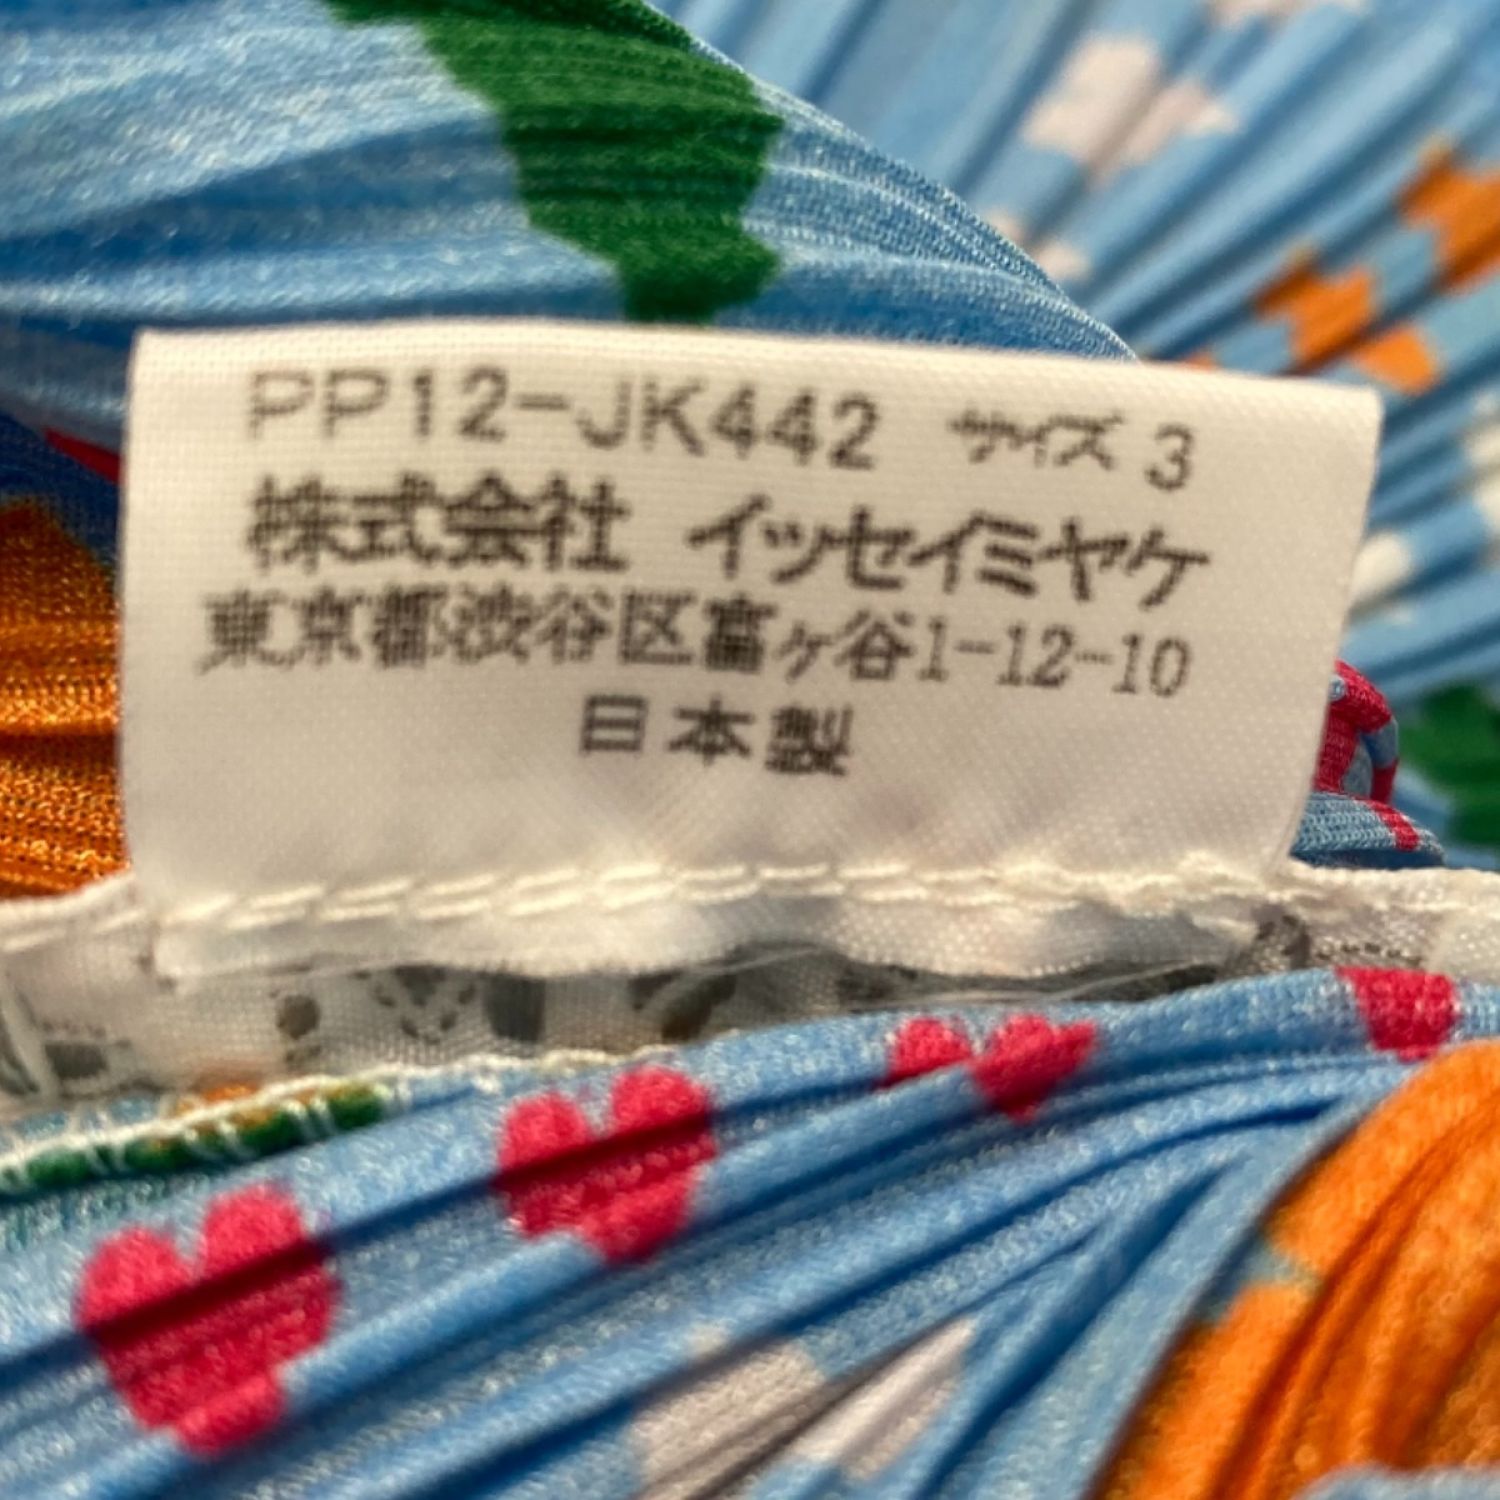 PP12-JK442 サイズ 3
株式会社 イッセイミヤケ
東京都渋谷区富ヶ谷1-12-10
日本製